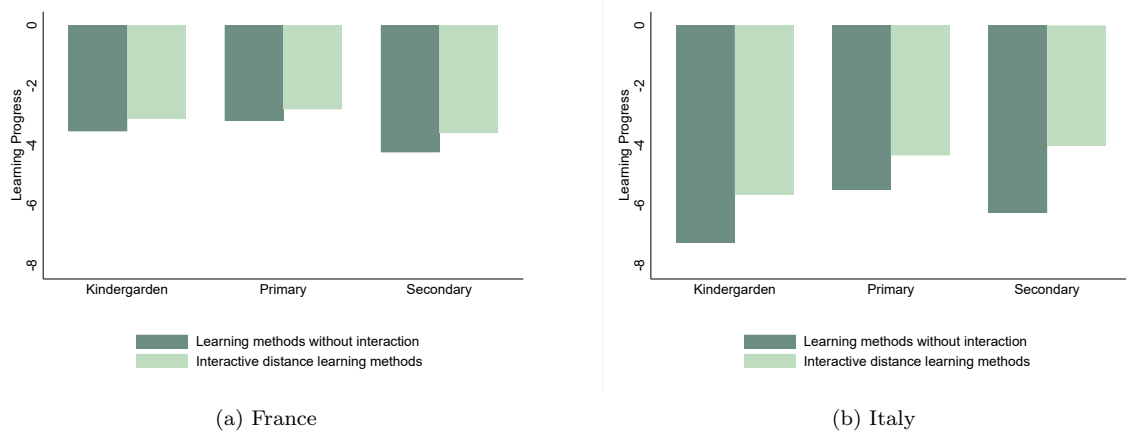 0
-2
-4
-6
-8
Learning Progress
Kindergarden Primary Secondary
Learning methods without interaction
Interactive distance learning methods
(a) France
0
-2
-4
-6
-8
Learning Progress
Kindergarden Primary Secondary
Learning methods without interaction
Interactive distance learning methods
(b) Italy